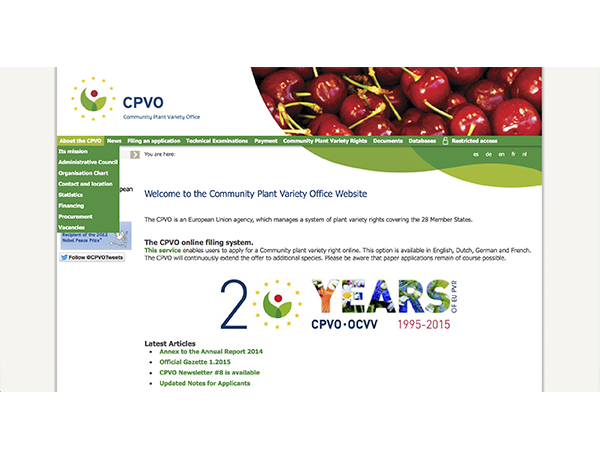 CPVO
Community Plant Variety Office
About the CPVO News Filing an application Technical Examinations Payment Community Plant Variety Rights Documents Databases Restricted access
Its mission
Administrative Council
Organisation Chart
Contact and location
Statistics
Financing
Procurement
Vacancies
You are here:
es de en fr nl
pean
Recipient of the 2012
Nobel Peace Prize"
Follow @CPVOTweets
Welcome to the Community Plant Variety Office Website
The CPVO is an European Union agency, which manages a system of plant variety rights covering the 28 Member States.
The CPVO online filing system.
This service enables users to apply for a Community plant variety right online. This option is available in English, Dutch, German and French.
The CPVO will continuously extend the offer to additional species. Please be aware that paper applications remain of course possible.
20 YEARS
OF EU PVR
CPVO•OCVV 1995-2015
Latest Articles
Annex to the Annual Report 2014
Official Gazette 1.2015
CPVO Newsletter #8 is available
Updated Notes for Applicants